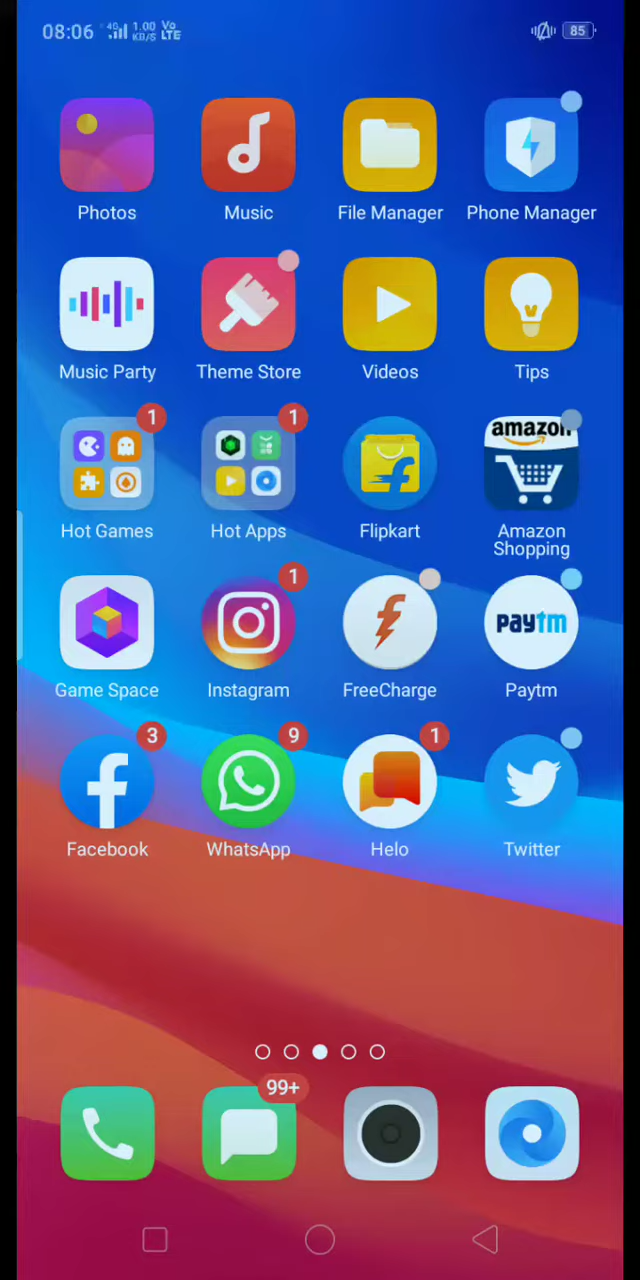 08:06 4G 1.00 KB/S Vo LTE 85
Photos Music File Manager Phone Manager
Music Party Theme Store Videos Tips
1 1 amazon
Hot Games Hot Apps Flipkart Amazon
Shopping
1 paytm
Game Space Instagram FreeCharge Paytm
3 9 1
Facebook WhatsApp Helo Twitter
99+